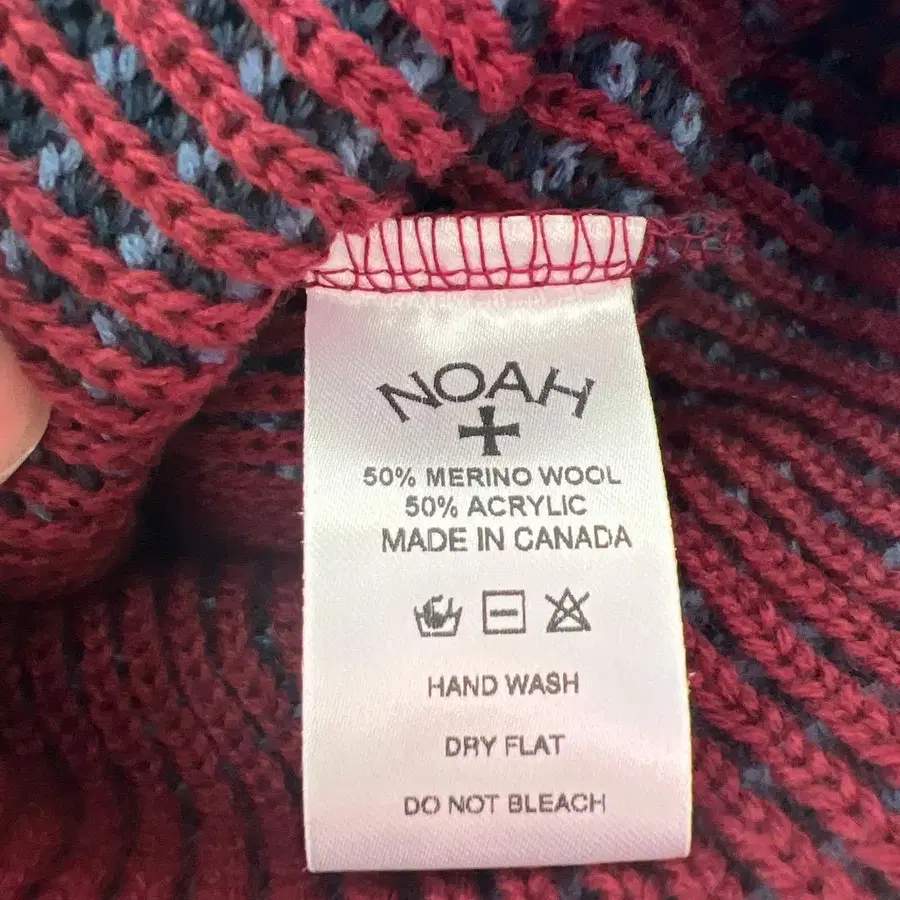 NOAH
50% MERINO WOOL
50% ACRYLIC
MADE IN CANADA
HAND WASH
DRY FLAT
DO NOT BLEACH